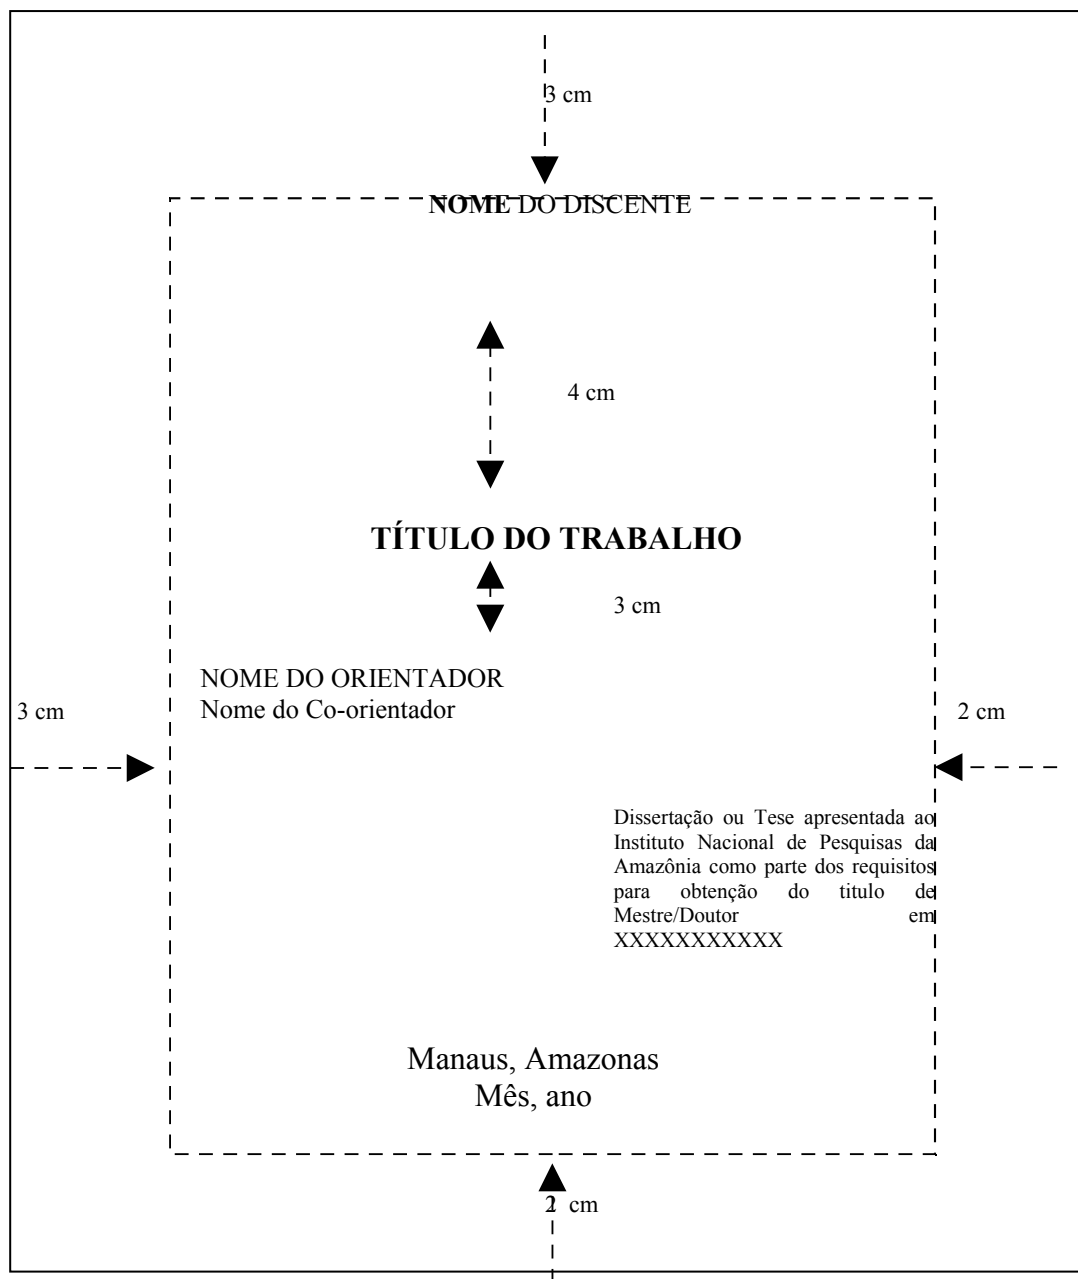 3 cm
NOME DO DISCENTE
4 cm
TÍTULO DO TRABALHO
3 cm
NOME DO ORIENTADOR
Nome do Co-orientador
3 cm
2 cm
Dissertação ou Tese apresentada ao
Instituto Nacional de Pesquisas da
Amazônia como parte dos requisitos
para obtenção do titulo de
Mestre/Doutor em
XXXXXXXXXXX
Manaus, Amazonas
Mês, ano
2 cm